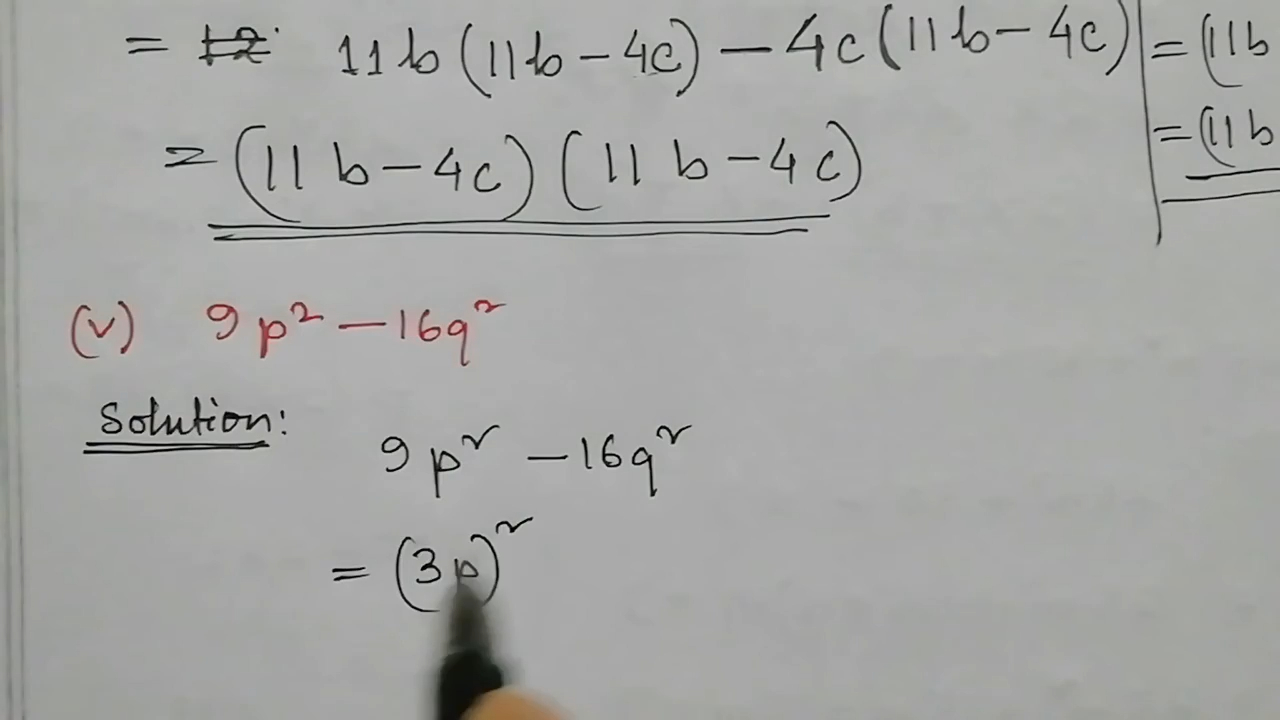 = 12 11b(11b-4c)-4c(11b-4c) = (11b
= (11b-4c)(11b-4c) = (11b
(v) 9p² -16q²
Solution:
9p² -16q²
= (3p)²